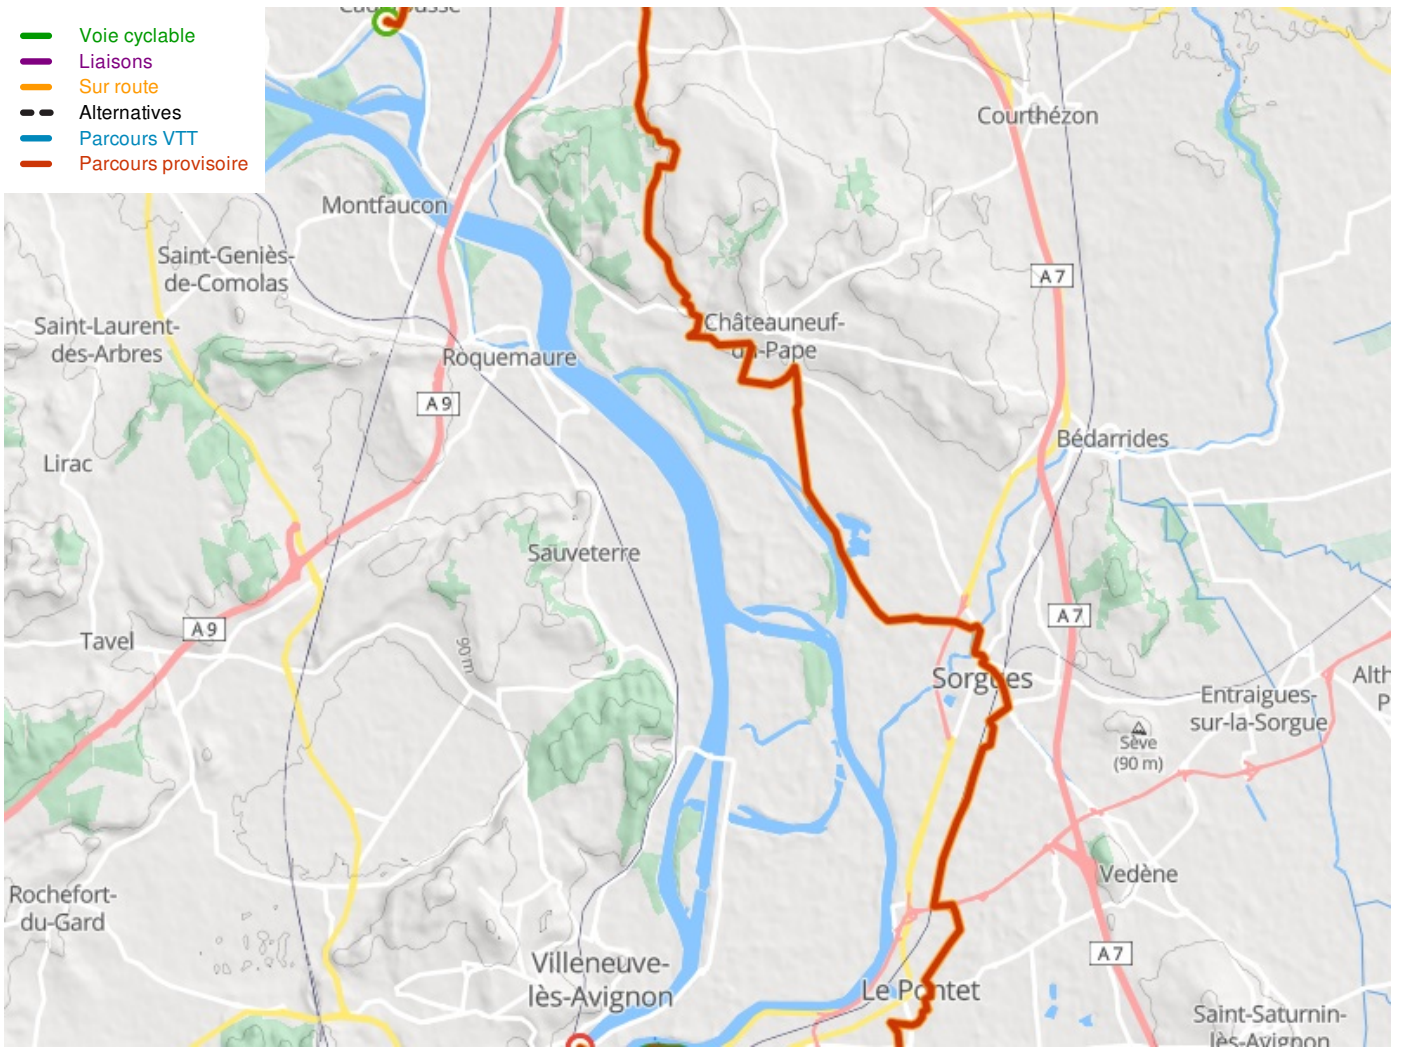 Voie cyclable
Liaisons
Sur route
Alternatives
Parcours VTT
Parcours provisoire
Courthézon
Montfaucon
Saint-Geniès-
de-Comolas
A 7
Saint-Laurent-
des-Arbres
Châteauneuf-
du-Pape
Roquemaure
A 9
Bédarrides
Lirac
Sauveterre
A 7
A 9
Tavel
90 m
Sorgues
Entraigues-
sur-la-Sorgue
Sève
(90 m)
Vedène
Rochefort-
du-Gard
A 7
Villeneuve-
lès-Avignon
Le Pontet
Saint-Saturnin-
lès-Avignon